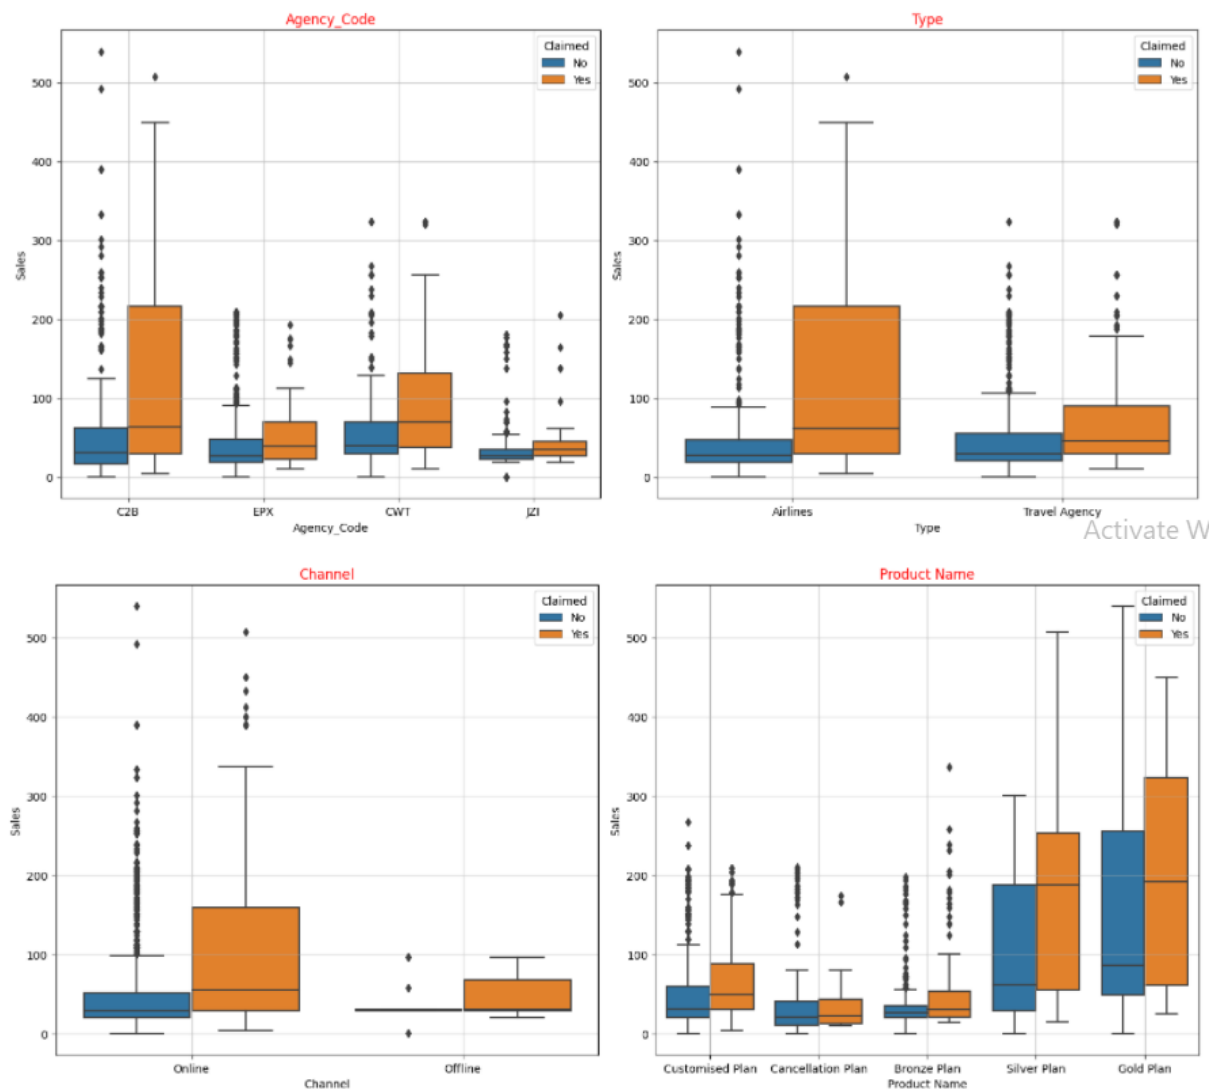 Agency_Code
Claimed
No
Yes
500
400
300
200
100
0
Sales
C2B EPX CWT JZI
Agency_Code
Type
Claimed
No
Yes
500
400
300
200
100
0
Sales
Airlines Travel Agency
Type
Activate W
Channel
Claimed
No
Yes
500
400
300
200
100
0
Sales
Online Offline
Channel
Product Name
Claimed
No
Yes
500
400
300
200
100
0
Sales
Customised Plan Cancellation Plan Bronze Plan Silver Plan Gold Plan
Product Name